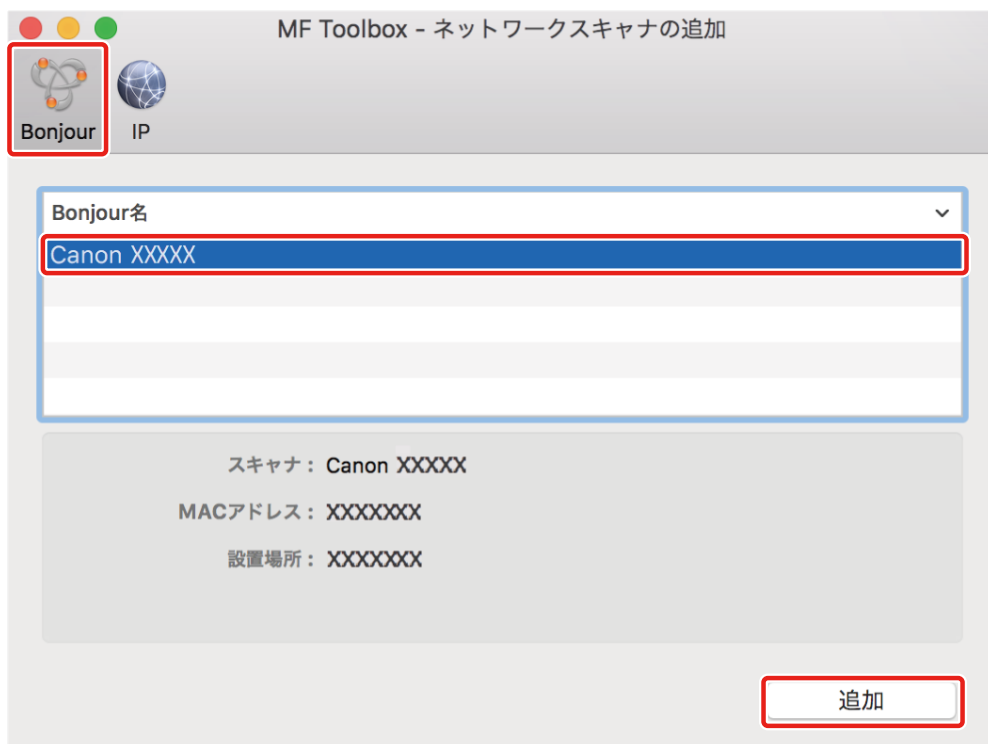 MF Toolbox - ネットワークスキャナの追加
Bonjour IP
Bonjour名
Canon XXXXX
スキャナ： Canon XXXXX
MACアドレス： XXXXXXX
設置場所： XXXXXXX
追加